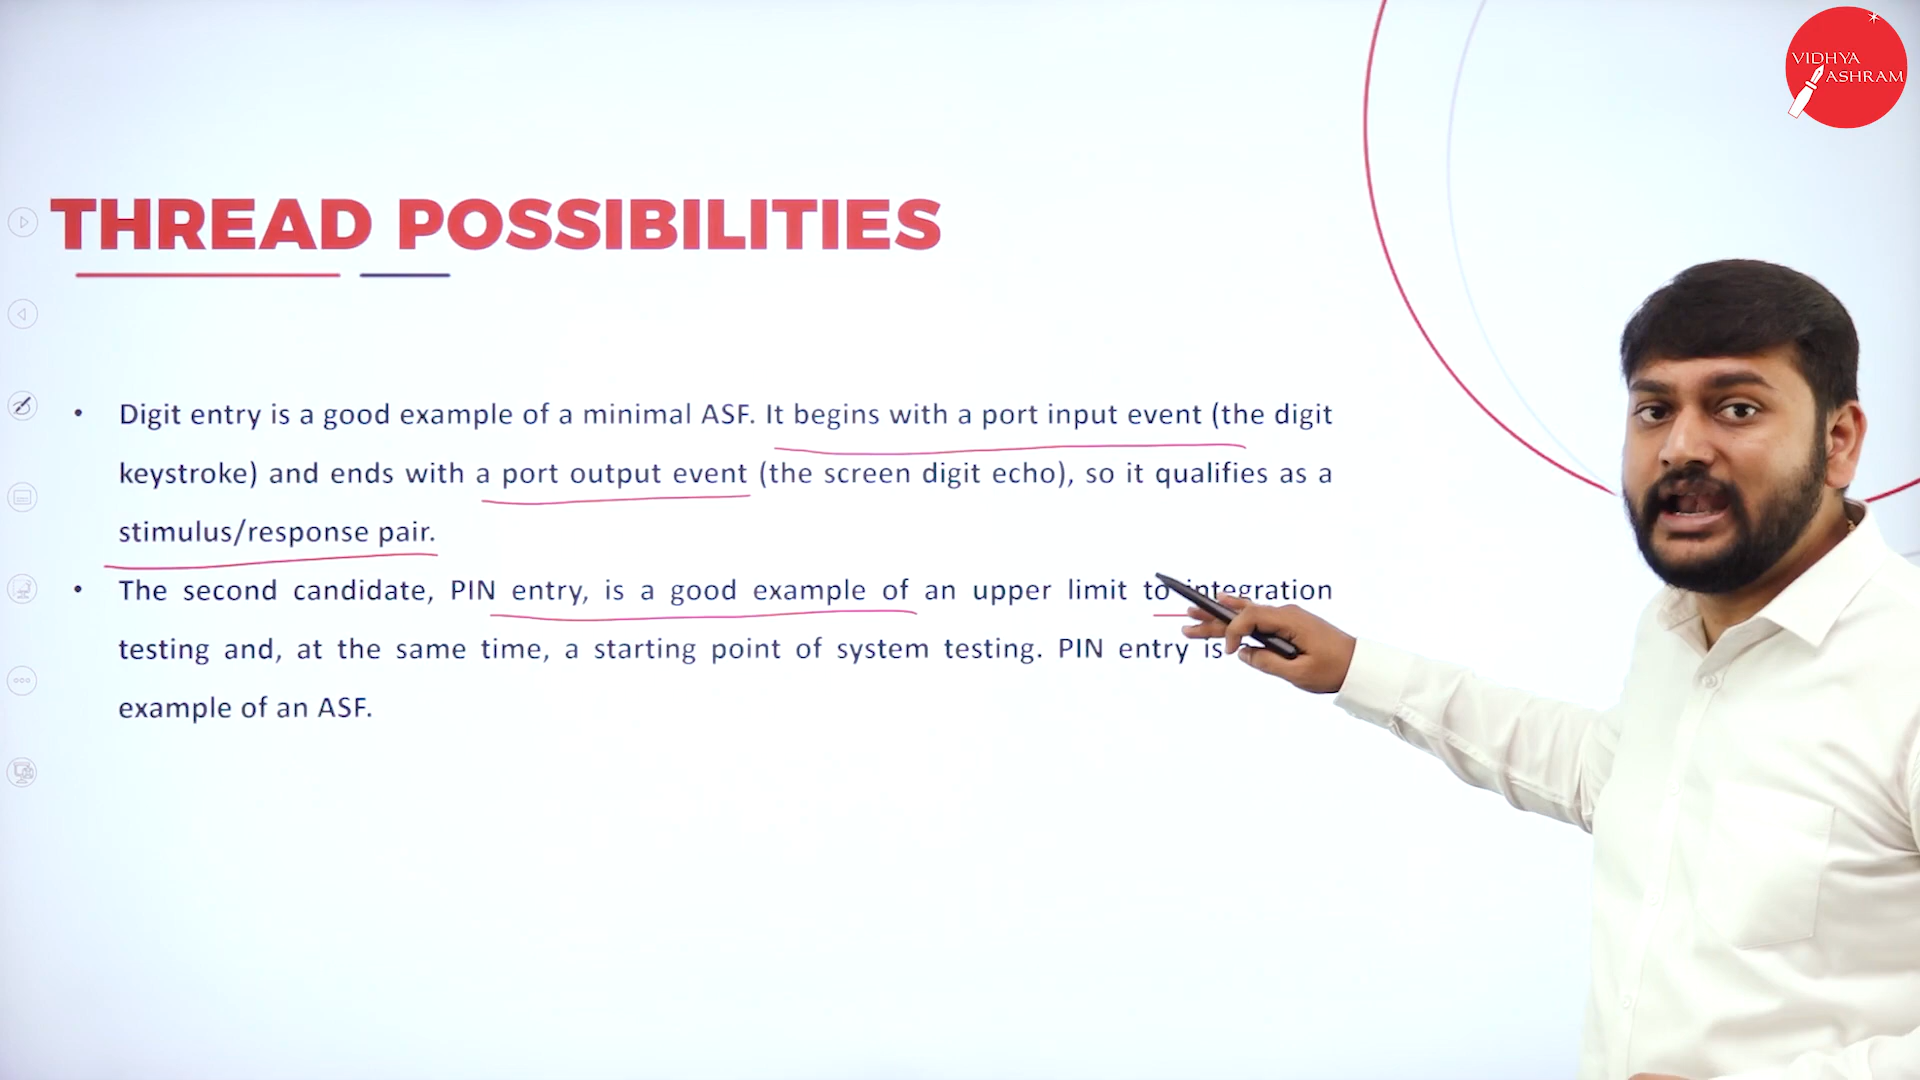 VIDHYA
ASHRAM
THREAD POSSIBILITIES
• Digit entry is a good example of a minimal ASF. It begins with a port input event (the digit
keystroke) and ends with a port output event (the screen digit echo), so it qualifies as a
stimulus/response pair.
• The second candidate, PIN entry, is a good example of an upper limit to integration
testing and, at the same time, a starting point of system testing. PIN entry is
example of an ASF.